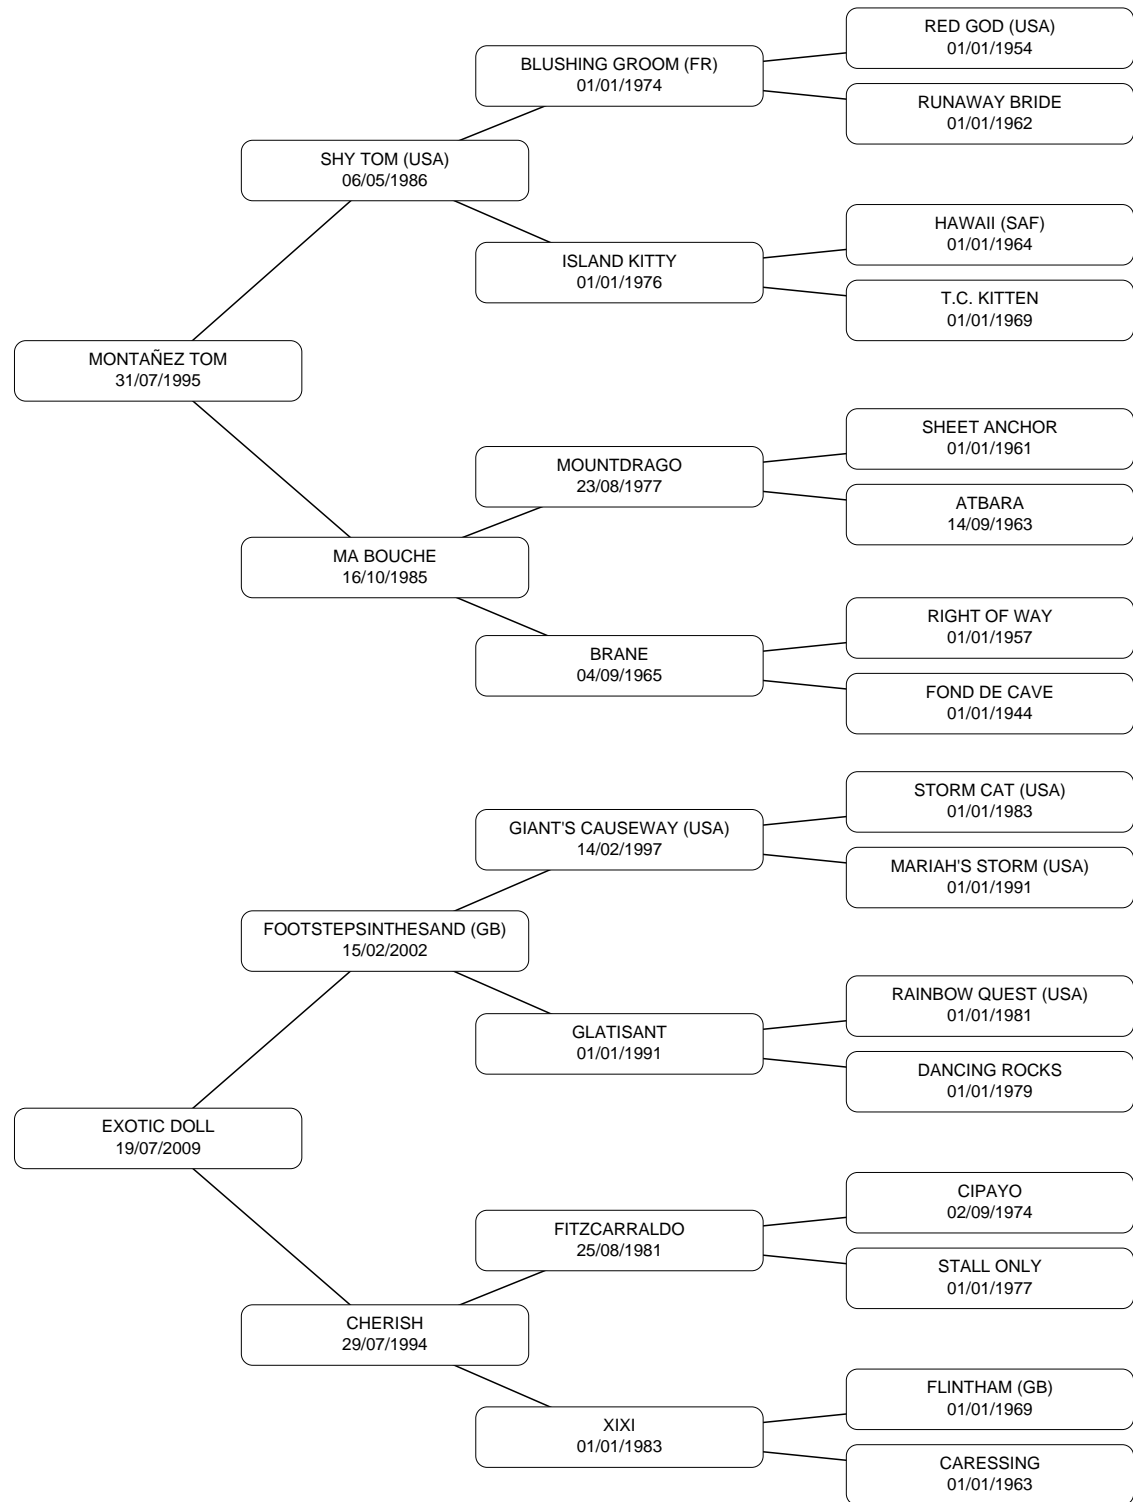 RED GOD (USA)
01/01/1954
BLUSHING GROOM (FR)
01/01/1974
RUNAWAY BRIDE
01/01/1962
SHY TOM (USA)
06/05/1986
HAWAII (SAF)
01/01/1964
ISLAND KITTY
01/01/1976
T.C. KITTEN
01/01/1969
MONTAÑEZ TOM
31/07/1995
SHEET ANCHOR
01/01/1961
MOUNTDRAGO
23/08/1977
ATBARA
14/09/1963
MA BOUCHE
16/10/1985
RIGHT OF WAY
01/01/1957
BRANE
04/09/1965
FOND DE CAVE
01/01/1944
STORM CAT (USA)
01/01/1983
GIANT'S CAUSEWAY (USA)
14/02/1997
MARIAH'S STORM (USA)
01/01/1991
FOOTSTEPSINTHESAND (GB)
15/02/2002
RAINBOW QUEST (USA)
01/01/1981
GLATISANT
01/01/1991
DANCING ROCKS
01/01/1979
EXOTIC DOLL
19/07/2009
CIPAYO
02/09/1974
FITZCARRALDO
25/08/1981
STALL ONLY
01/01/1977
CHERISH
29/07/1994
FLINTHAM (GB)
01/01/1969
XIXI
01/01/1983
CARESSING
01/01/1963